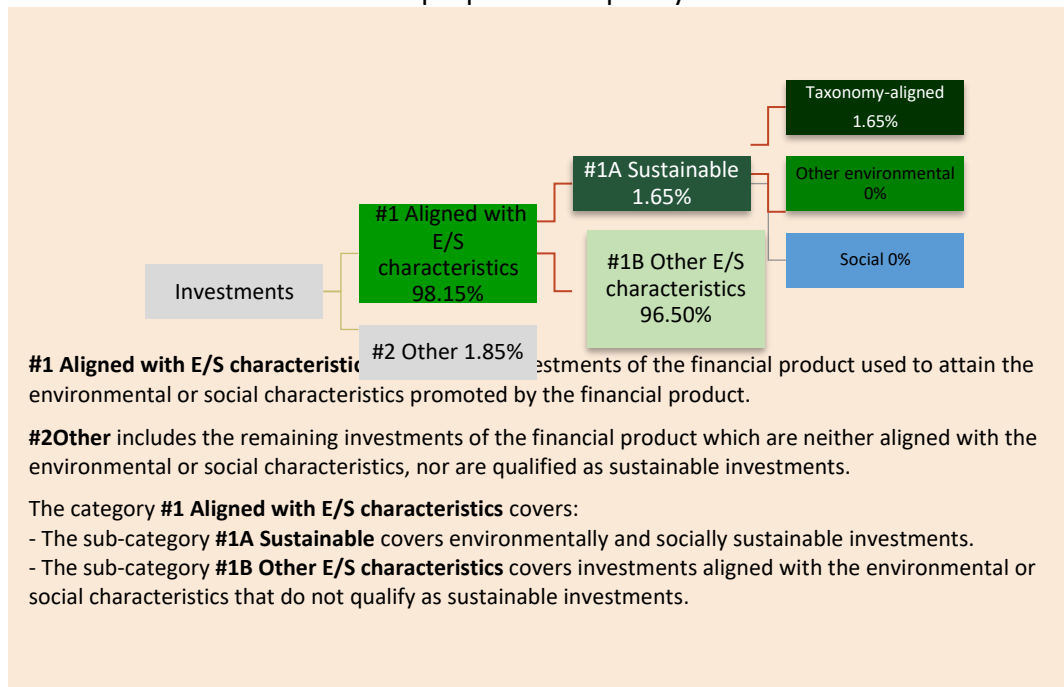 Taxonomy-aligned
1.65%
#1A Sustainable
1.65%
Other environmental
0%
#1 Aligned with
E/S
characteristics
98.15%
#1B Other E/S
characteristics
96.50%
Social 0%
Investments
#2 Other 1.85%
#1 Aligned with E/S characteristic estments of the financial product used to attain the
environmental or social characteristics promoted by the financial product.
#2Other includes the remaining investments of the financial product which are neither aligned with the
environmental or social characteristics, nor are qualified as sustainable investments.
The category #1 Aligned with E/S characteristics covers:
- The sub-category #1A Sustainable covers environmentally and socially sustainable investments.
- The sub-category #1B Other E/S characteristics covers investments aligned with the environmental or
social characteristics that do not qualify as sustainable investments.